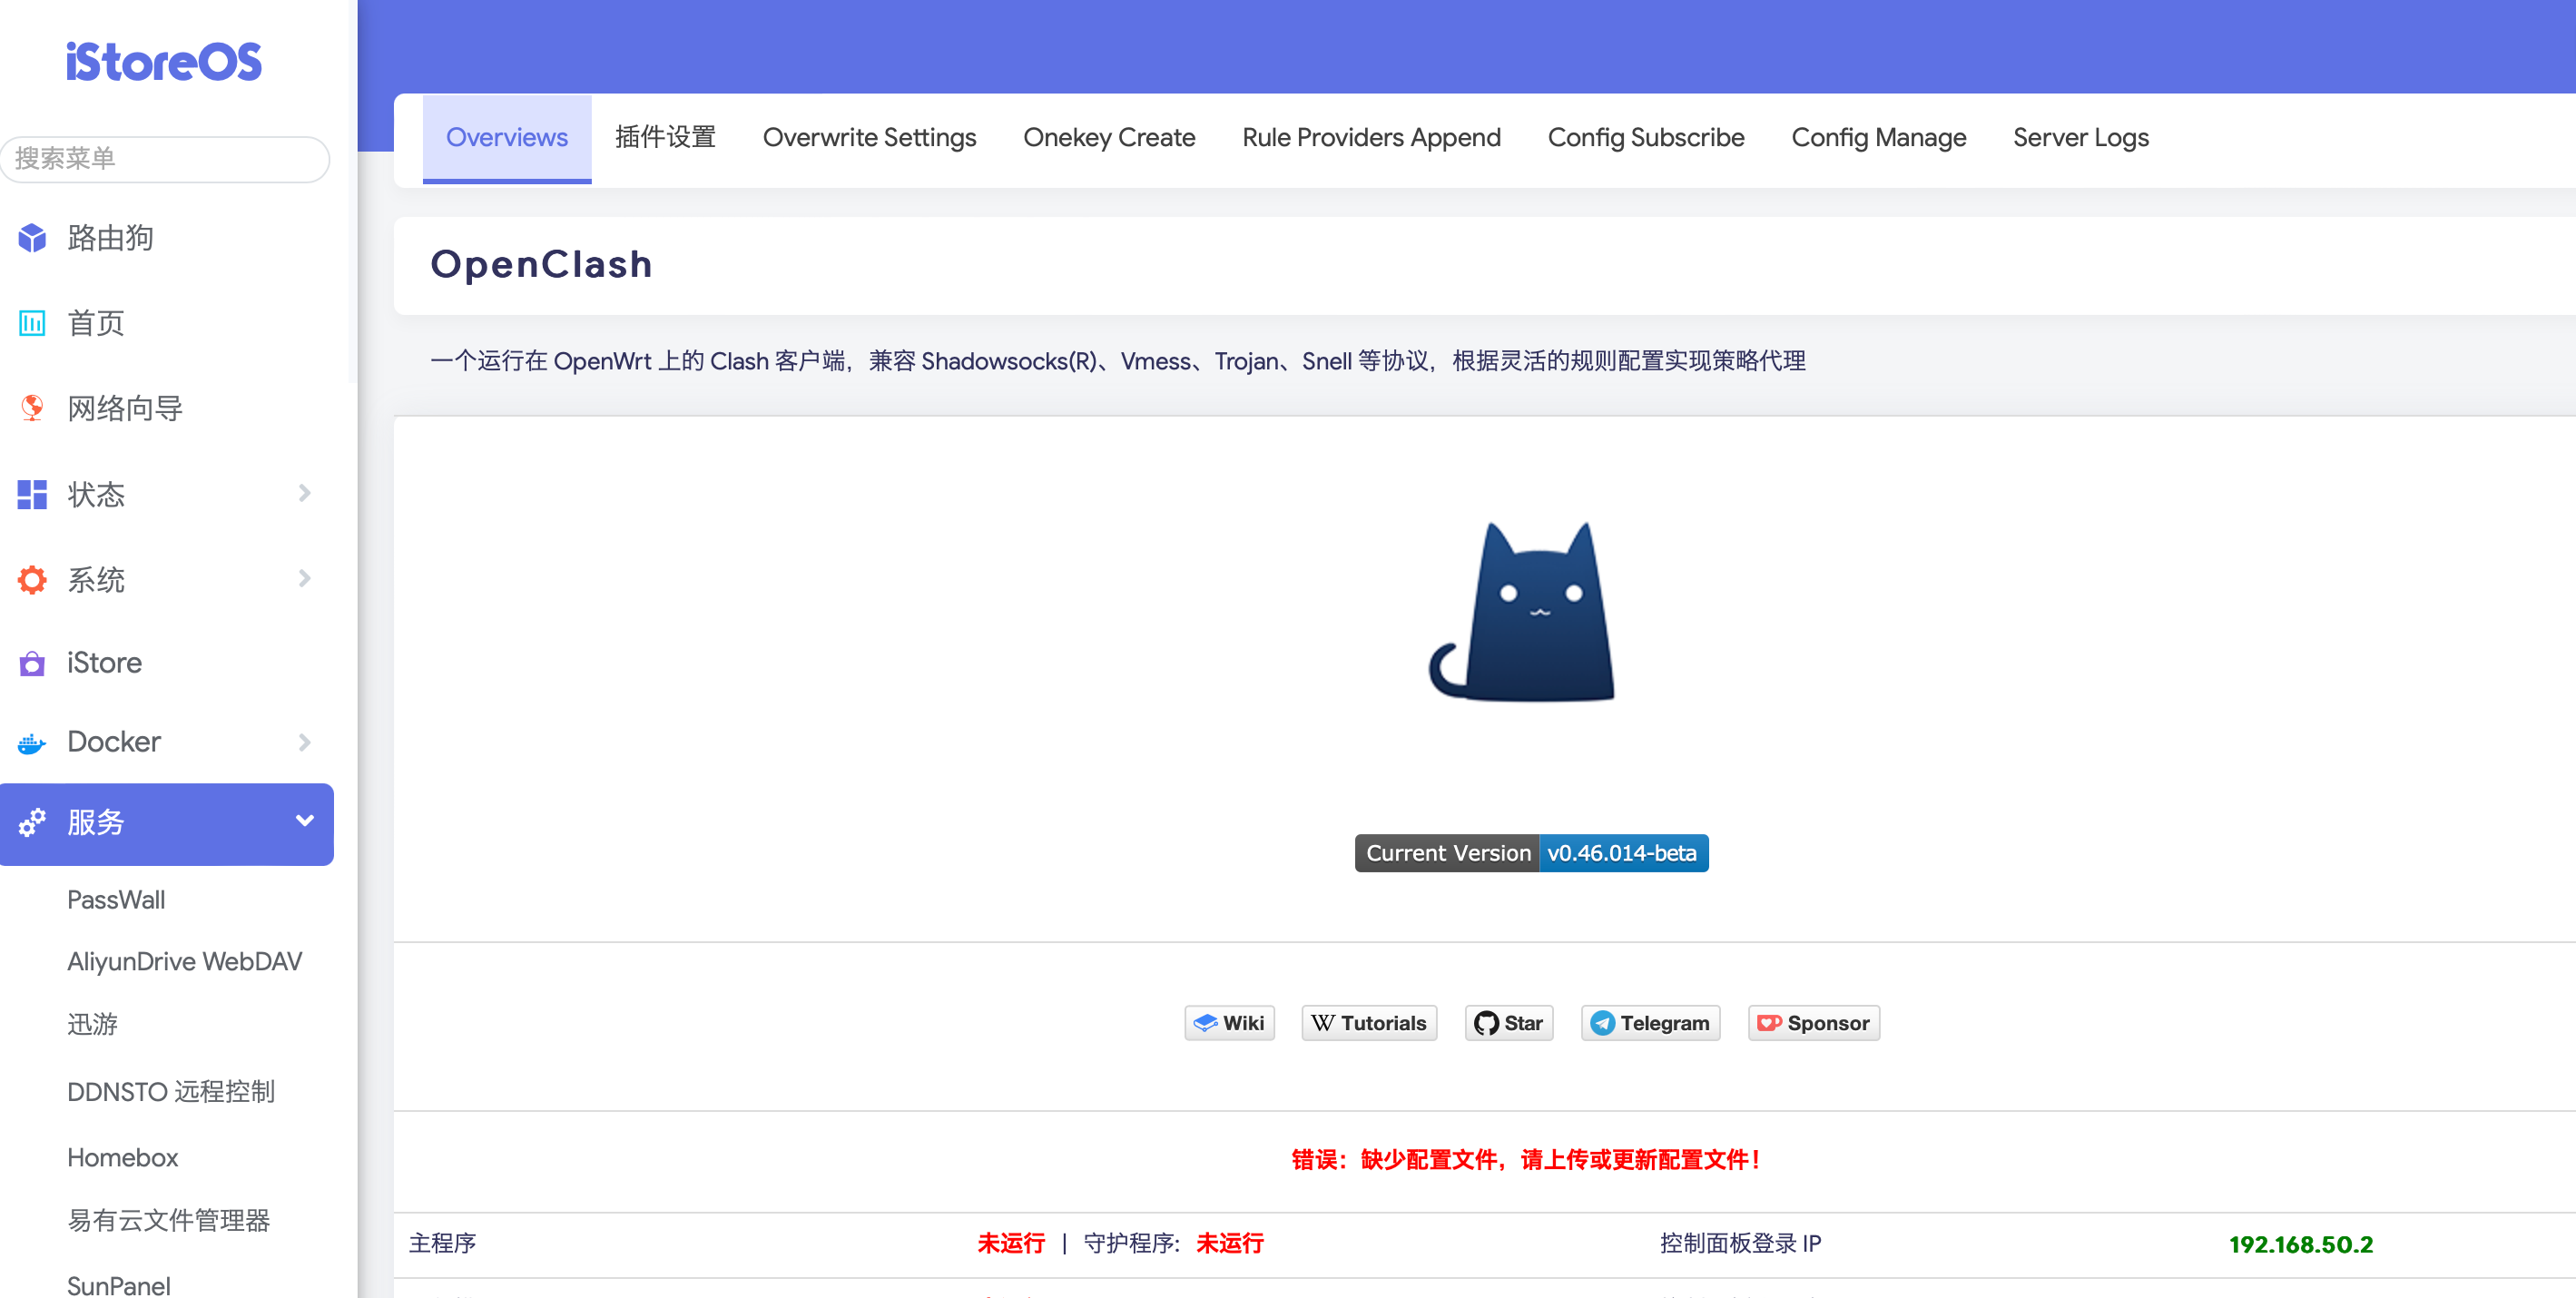 iStoreOS
搜索菜单
路由狗
首页
网络向导
状态
系统
iStore
Docker
服务
PassWall
AliyunDrive WebDAV
迅游
DDNSTO 远程控制
Homebox
易有云文件管理器
SunPanel
Overviews 插件设置 Overwrite Settings Onekey Create Rule Providers Append Config Subscribe Config Manage Server Logs
OpenClash
一个运行在 OpenWrt 上的 Clash 客户端，兼容 Shadowsocks(R)、Vmess、Trojan、Snell 等协议，根据灵活的规则配置实现策略代理
Current Version v0.46.014-beta
Wiki Tutorials Star Telegram Sponsor
错误：缺少配置文件，请上传或更新配置文件！
主程序 未运行 | 守护程序: 未运行 控制面板登录 IP 192.168.50.2